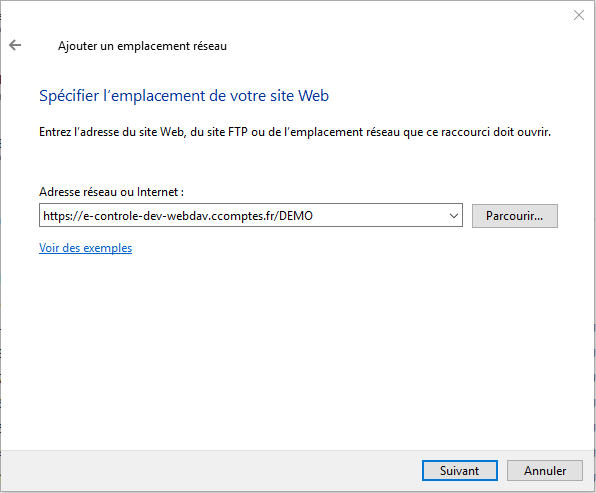 Ajouter un emplacement réseau
Spécifier l’emplacement de votre site Web
Entrez l’adresse du site Web, du site FTP ou de l’emplacement réseau que ce raccourci doit ouvrir.
Adresse réseau ou Internet :
https://e-controle-dev-webdav.ccomptes.fr/DEMO
Parcourir...
Voir des exemples
Suivant
Annuler